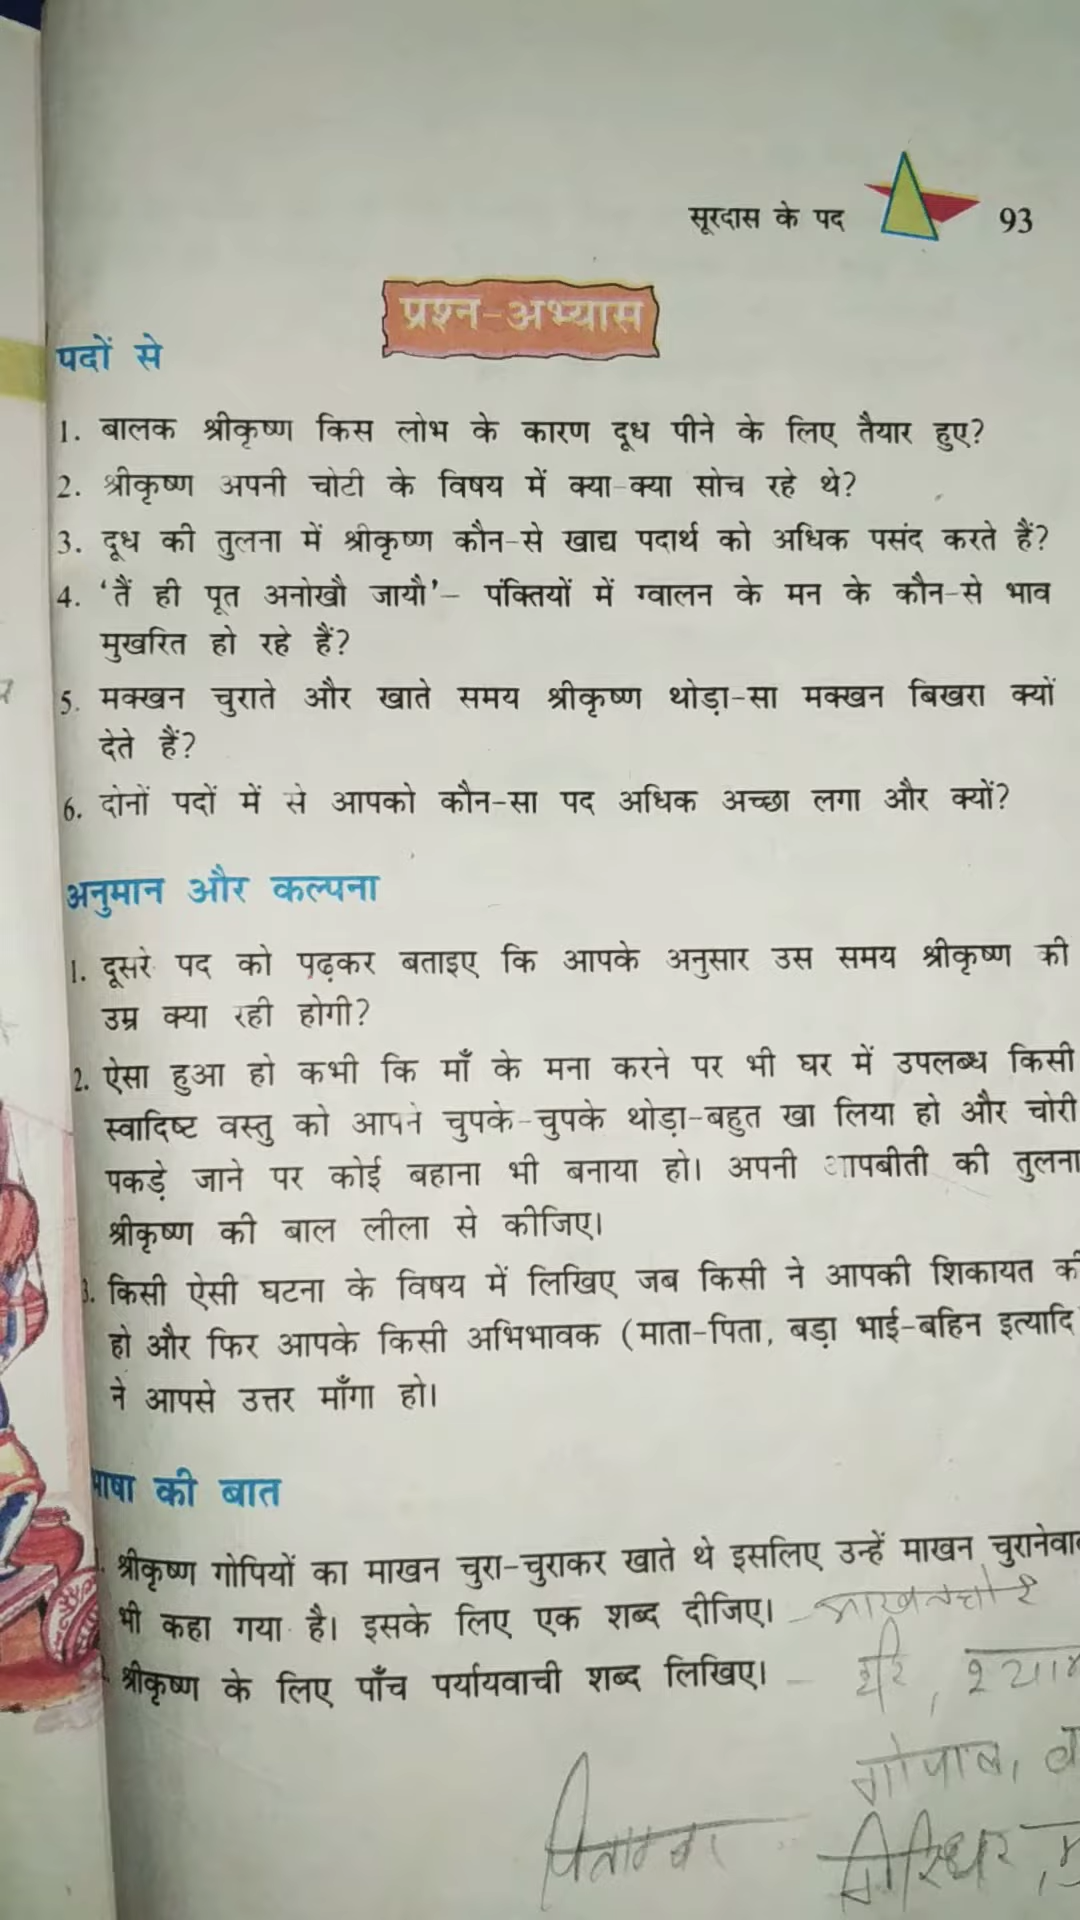 सूरदास के पद 93
प्रश्न-अभ्यास
पदों से
1. बालक श्रीकृष्ण किस लोभ के कारण दूध पीने के लिए तैयार हुए?
2. श्रीकृष्ण अपनी चोटी के विषय में क्या-क्या सोच रहे थे?
3. दूध की तुलना में श्रीकृष्ण कौन-से खाद्य पदार्थ को अधिक पसंद करते हैं?
4. ‘तैं ही पूत अनोखौ जायौ’– पंक्तियों में ग्वालन के मन के कौन-से भाव
मुखरित हो रहे हैं?
5. मक्खन चुराते और खाते समय श्रीकृष्ण थोड़ा-सा मक्खन बिखरा क्यों
देते हैं?
6. दोनों पदों में से आपको कौन-सा पद अधिक अच्छा लगा और क्यों?
अनुमान और कल्पना
1. दूसरे पद को पढ़कर बताइए कि आपके अनुसार उस समय श्रीकृष्ण की
उम्र क्या रही होगी?
2. ऐसा हुआ हो कभी कि माँ के मना करने पर भी घर में उपलब्ध किसी
स्वादिष्ट वस्तु को आपने चुपके-चुपके थोड़ा-बहुत खा लिया हो और चोरी
पकड़े जाने पर कोई बहाना भी बनाया हो। अपनी आपबीती की तुलना
श्रीकृष्ण की बाल लीला से कीजिए।
3. किसी ऐसी घटना के विषय में लिखिए जब किसी ने आपकी शिकायत की
हो और फिर आपके किसी अभिभावक (माता-पिता, बड़ा भाई-बहिन इत्यादि
ने आपसे उत्तर माँगा हो।
भाषा की बात
श्रीकृष्ण गोपियों का माखन चुरा-चुराकर खाते थे इसलिए उन्हें माखन चुरानेवा
भी कहा गया है। इसके लिए एक शब्द दीजिए। – माखनचोर
श्रीकृष्ण के लिए पाँच पर्यायवाची शब्द लिखिए। – श्याम
गोपाल,
पिताम्बर गिरिधर,